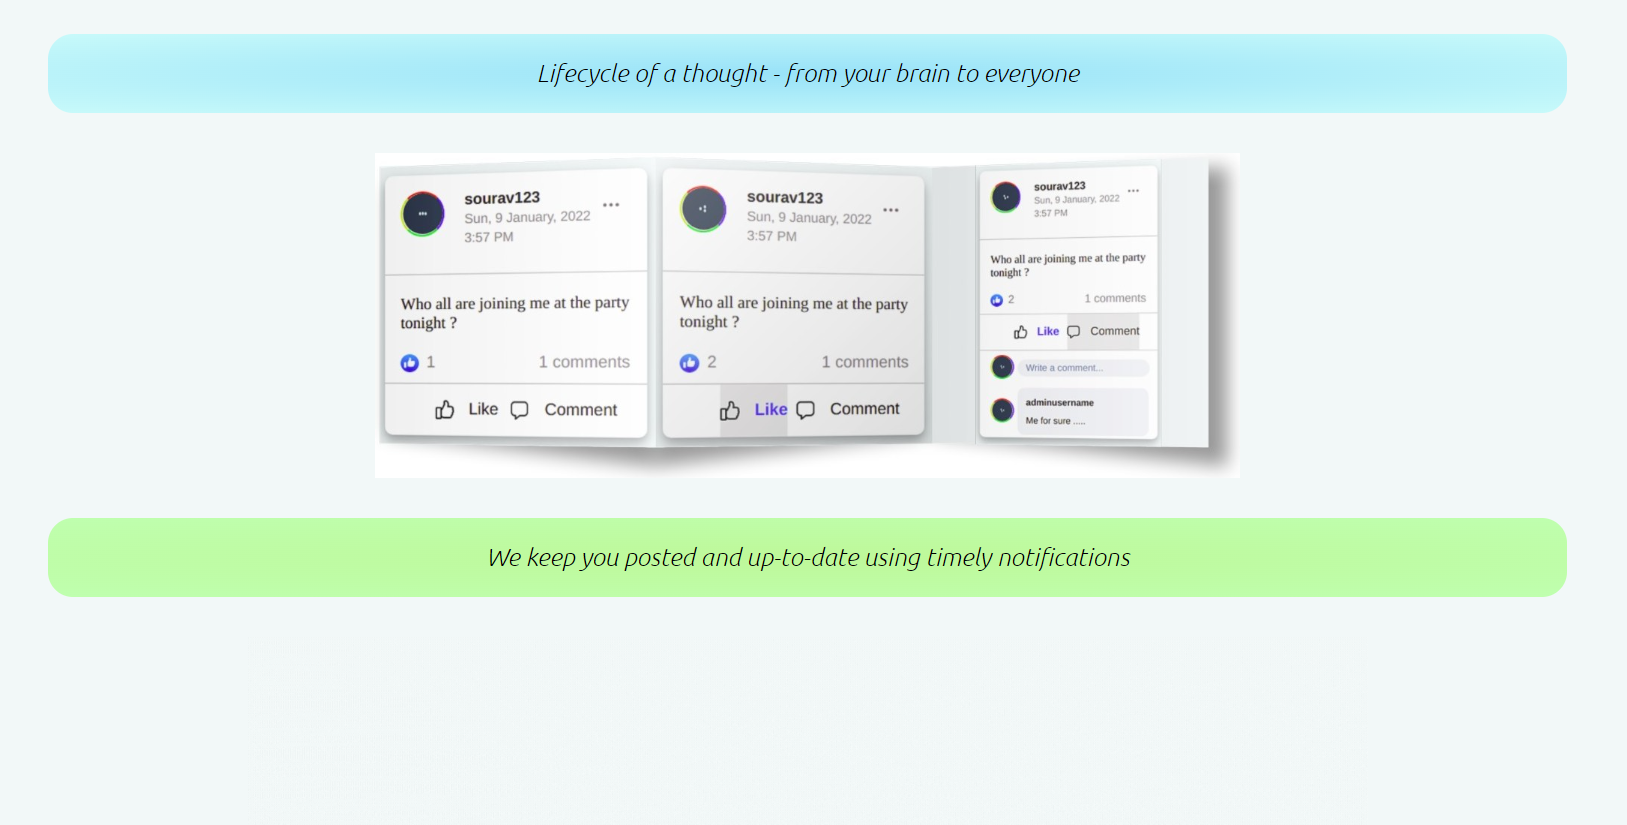 Lifecycle of a thought - from your brain to everyone
sourav123
Sun, 9 January, 2022
3:57 PM
Who all are joining me at the party
tonight ?
1
1 comments
Like
Comment
sourav123
Sun, 9 January, 2022
3:57 PM
Who all are joining me at the party
tonight ?
2
1 comments
Like
Comment
sourav123
Sun, 9 January, 2022
3:57 PM
Who all are joining me at the party
tonight ?
2
1 comments
Like
Comment
Write a comment...
adminusername
Me for sure .....
We keep you posted and up-to-date using timely notifications